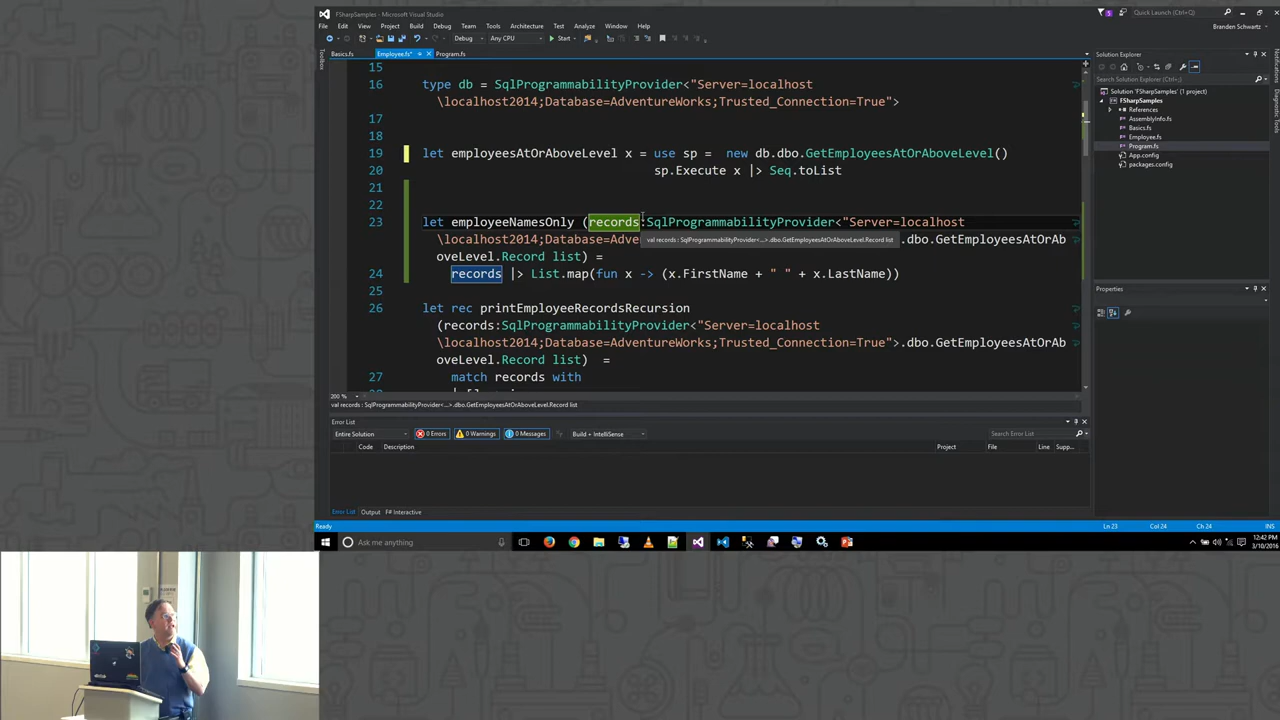 FSharpSamples - Microsoft Visual Studio
Quick Launch (Ctrl+Q)
File Edit View Project Build Debug Team Tools Architecture Test Analyze Window Help
Branden Schwartz
Debug Any CPU Start
Basics.fs Employee.fs* Program.fs
15
16 type db = SqlProgrammabilityProvider<"Server=localhost
\localhost2014;Database=AdventureWorks;Trusted_Connection=True">
17
18
19 let employeesAtOrAboveLevel x = use sp = new db.dbo.GetEmployeesAtOrAboveLevel()
20 sp.Execute x |> Seq.toList
21
22
23 let employeeNamesOnly (records:SqlProgrammabilityProvider<"Server=localhost
\localhost2014;Database=Adve
.dbo.GetEmployeesAtOrAb
val records : SqlProgrammabilityProvider<...>.dbo.GetEmployeesAtOrAboveLevel.Record list
oveLevel.Record list) =
24 records |> List.map(fun x -> (x.FirstName + " " + x.LastName))
25
26 let rec printEmployeeRecordsRecursion
(records:SqlProgrammabilityProvider<"Server=localhost
\localhost2014;Database=AdventureWorks;Trusted_Connection=True">.dbo.GetEmployeesAtOrAb
oveLevel.Record list) =
27 match records with
200 %
val records : SqlProgrammabilityProvider<...>.dbo.GetEmployeesAtOrAboveLevel.Record list
Error List
Entire Solution 0 Errors 0 Warnings 0 Messages Build + IntelliSense Search Error List
Code Description Project File Line Supp...
Error List Output F# Interactive
Ready Ln 23 Col 24 Ch 24 INS
Toolbox
Solution Explorer
Search Solution Explorer (Ctrl+;)
Solution 'FSharpSamples' (1 project)
FSharpSamples
References
AssemblyInfo.fs
Basics.fs
Employee.fs
Program.fs
App.config
packages.config
Properties
Notifications
Diagnostic Tools
Ask me anything
12:42 PM
3/10/2016